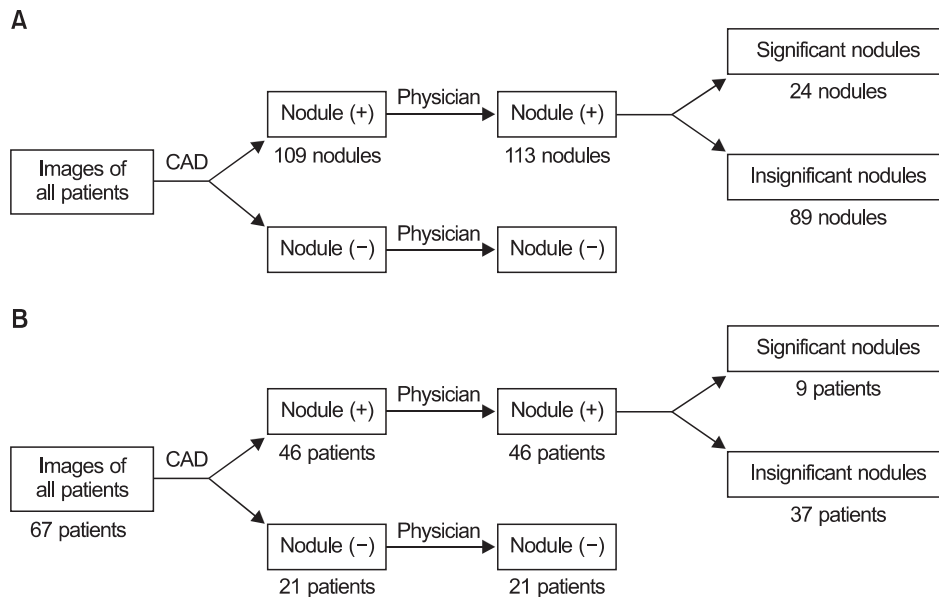 A
Significant nodules
24 nodules
Physician
Nodule (+)
Nodule (+)
109 nodules
113 nodules
CAD
Images of
all patients
Insignificant nodules
89 nodules
Physician
Nodule (−)
Nodule (−)
B
Significant nodules
9 patients
Physician
Nodule (+)
Nodule (+)
46 patients
46 patients
CAD
Images of
all patients
67 patients
Insignificant nodules
37 patients
Physician
Nodule (−)
Nodule (−)
21 patients
21 patients